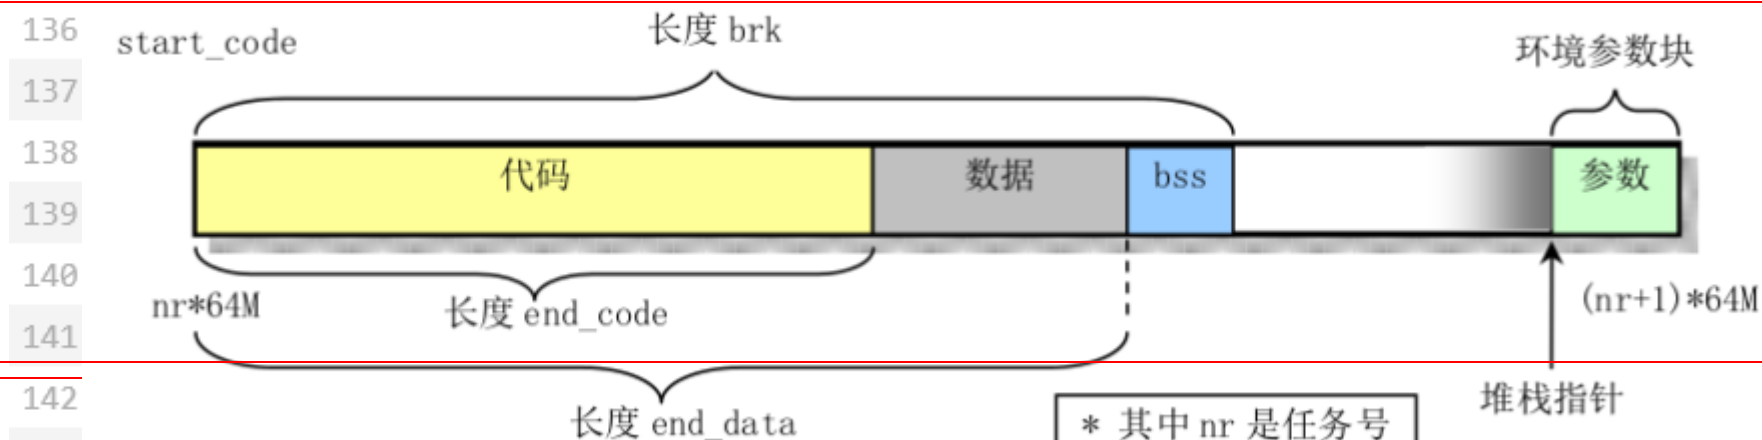 136
start_code
长度 brk
环境参数块
137
138
代码
数据
bss
参数
139
140
nr*64M
长度 end_code
(nr+1)*64M
141
142
长度 end_data
* 其中 nr 是任务号
堆栈指针